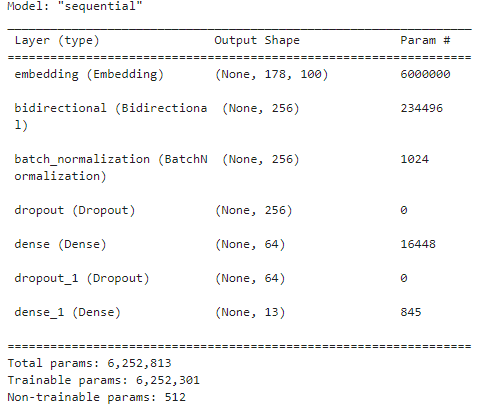 Model: "sequential"
_________________________________________________________________
Layer (type) Output Shape Param #
=================================================================
embedding (Embedding) (None, 178, 100) 6000000
bidirectional (Bidirectiona (None, 256) 234496
l)
batch_normalization (BatchN (None, 256) 1024
ormalization)
dropout (Dropout) (None, 256) 0
dense (Dense) (None, 64) 16448
dropout_1 (Dropout) (None, 64) 0
dense_1 (Dense) (None, 13) 845
=================================================================
Total params: 6,252,813
Trainable params: 6,252,301
Non-trainable params: 512